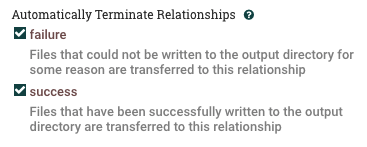 Automatically Terminate Relationships ?
failure
Files that could not be written to the output directory for
some reason are transferred to this relationship
success
Files that have been successfully written to the output
directory are transferred to this relationship